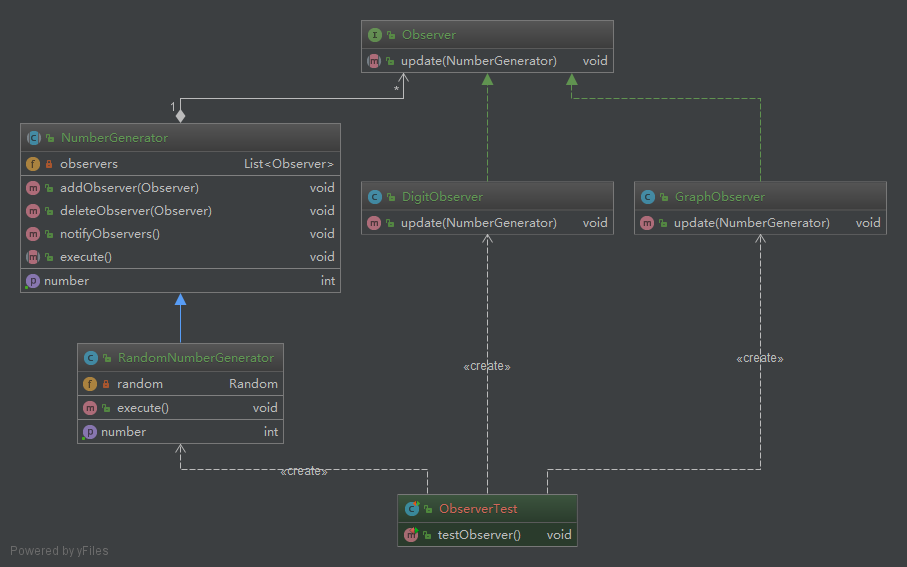 Observer
update(NumberGenerator) void
1
*
NumberGenerator
observers List<Observer>
addObserver(Observer) void
deleteObserver(Observer) void
notifyObservers() void
execute() void
number int
DigitObserver
update(NumberGenerator) void
GraphObserver
update(NumberGenerator) void
RandomNumberGenerator
random Random
execute() void
number int
«create»
«create»
«create»
ObserverTest
testObserver() void
Powered by yFiles